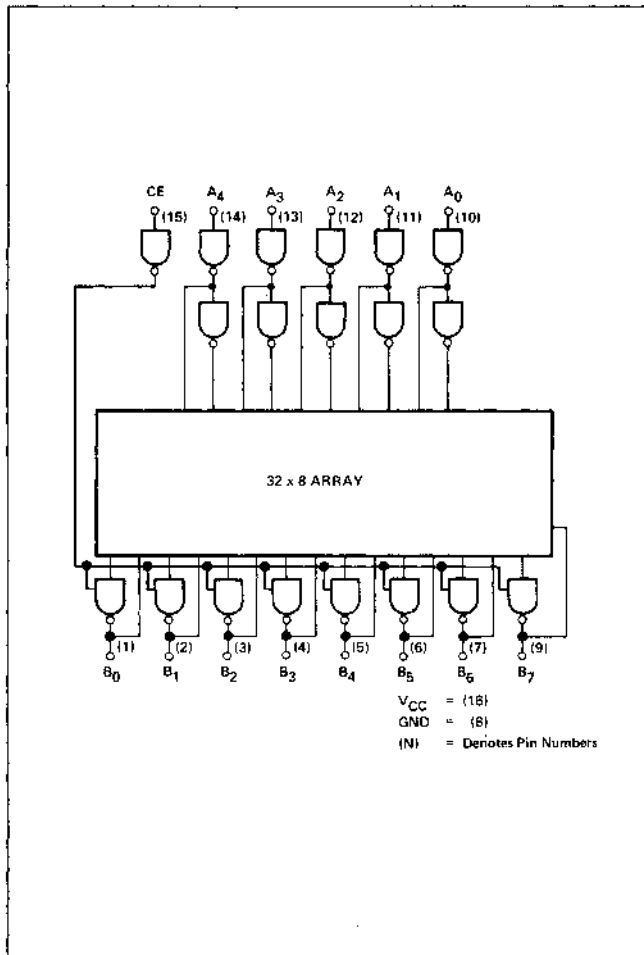 CE A4 A3 A2 A1 A0
(15) (14) (13) (12) (11) (10)
32 x 8 ARRAY
(1) (2) (3) (4) (5) (6) (7) (9)
B0 B1 B2 B3 B4 B5 B6 B7
VCC = (16)
GND = (8)
(N) = Denotes Pin Numbers